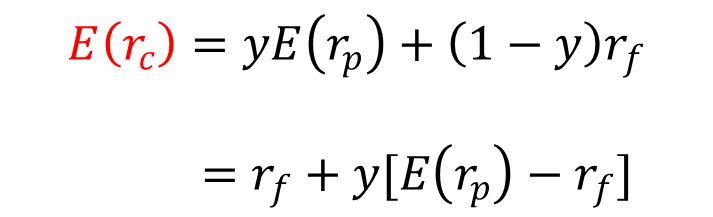 E(r_c) = yE(r_p) + (1 − y)r_f
= r_f + y[E(r_p) − r_f]